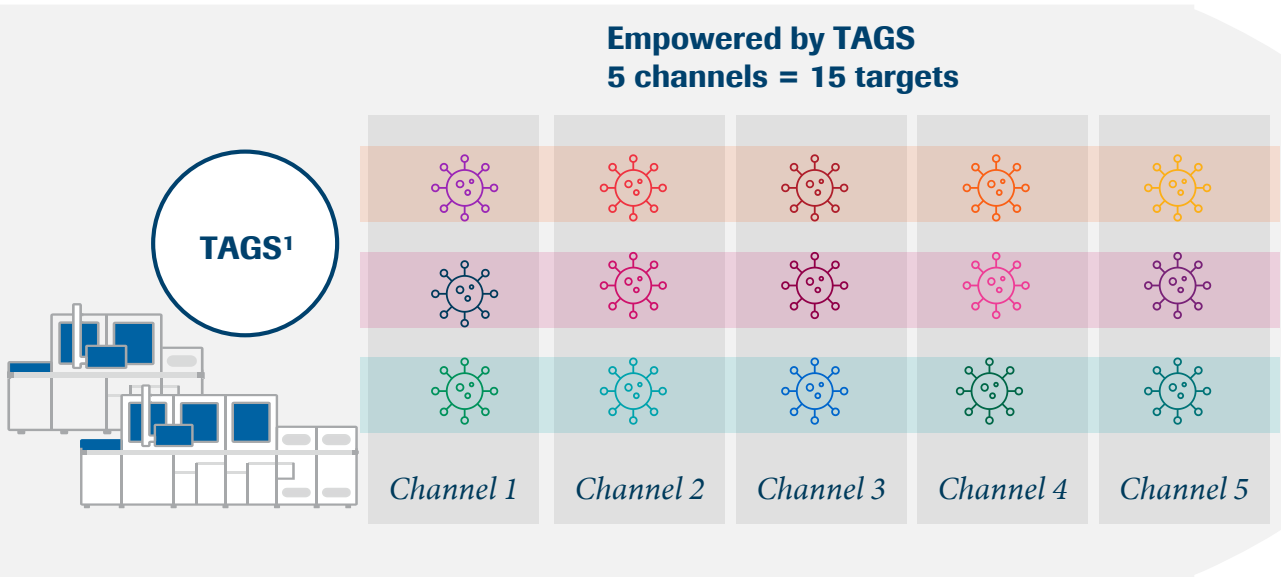 Empowered by TAGS
5 channels = 15 targets
TAGS¹
Channel 1
Channel 2
Channel 3
Channel 4
Channel 5